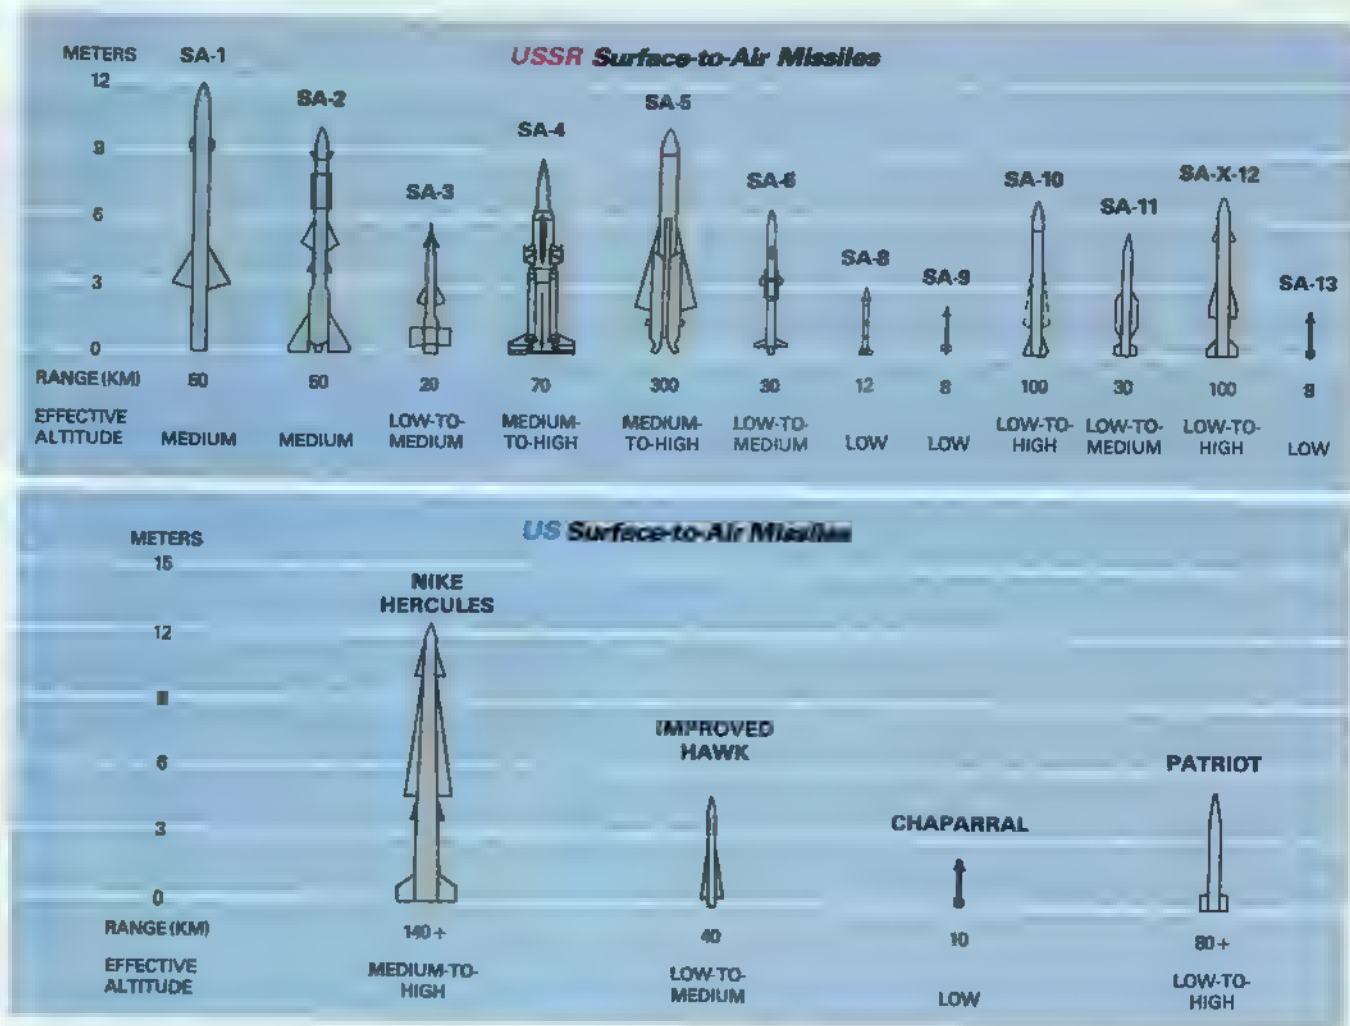 USSR Surface-to-Air Missiles
METERS
12
9
6
3
0
SA-1
SA-2
SA-3
SA-4
SA-5
SA-6
SA-8
SA-9
SA-10
SA-11
SA-X-12
SA-13
RANGE (KM) 20 70 300 30 12 8 100 30 100
EFFECTIVE
ALTITUDE
MEDIUM
MEDIUM
LOW-TO-
MEDIUM
MEDIUM-
TO-HIGH
MEDIUM-
TO-HIGH
LOW-TO-
MEDIUM
LOW
LOW
LOW-TO-
HIGH
LOW-TO-
MEDIUM
LOW-TO-
HIGH
LOW
US Surface-to-Air Missiles
METERS
15
12
6
3
0
NIKE
HERCULES
IMPROVED
HAWK
CHAPARRAL
PATRIOT
RANGE (KM) 140+ 40 10 80+
EFFECTIVE
ALTITUDE
MEDIUM-TO-
HIGH
LOW-TO-
MEDIUM
LOW
LOW-TO-
HIGH